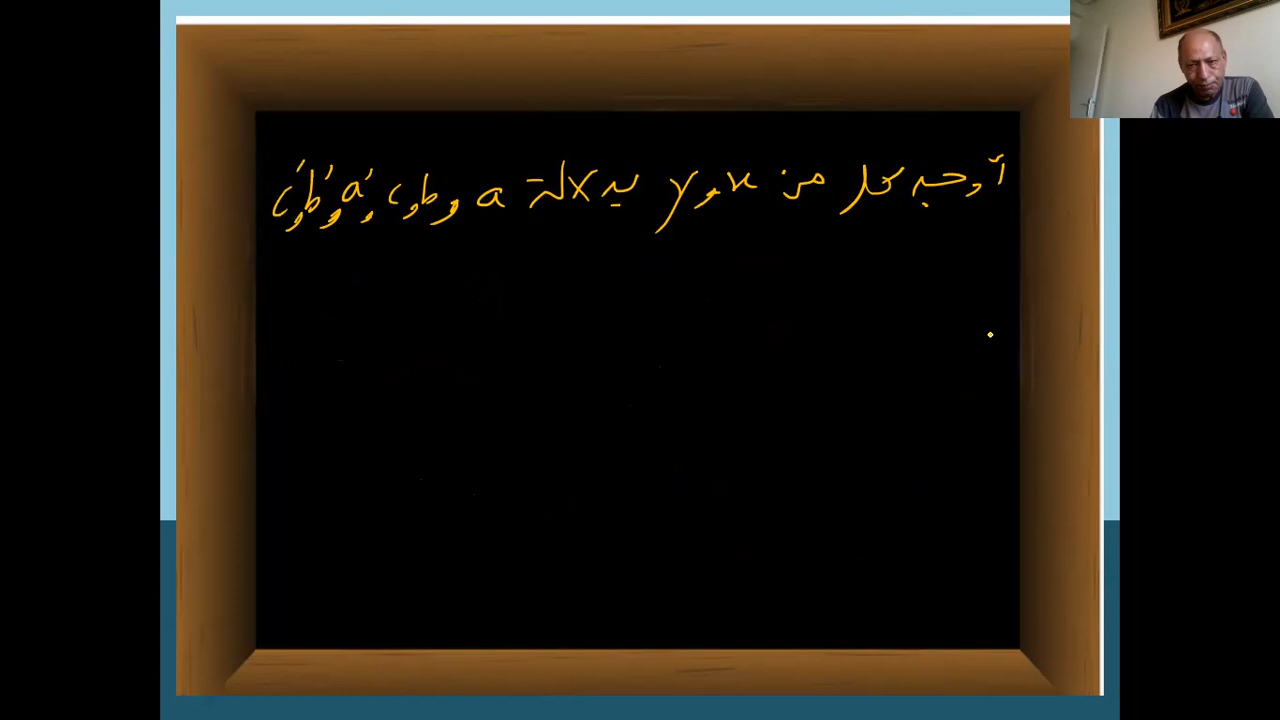 أوجد كل من x و y بدلالة a و b و c و a' و b' و c'